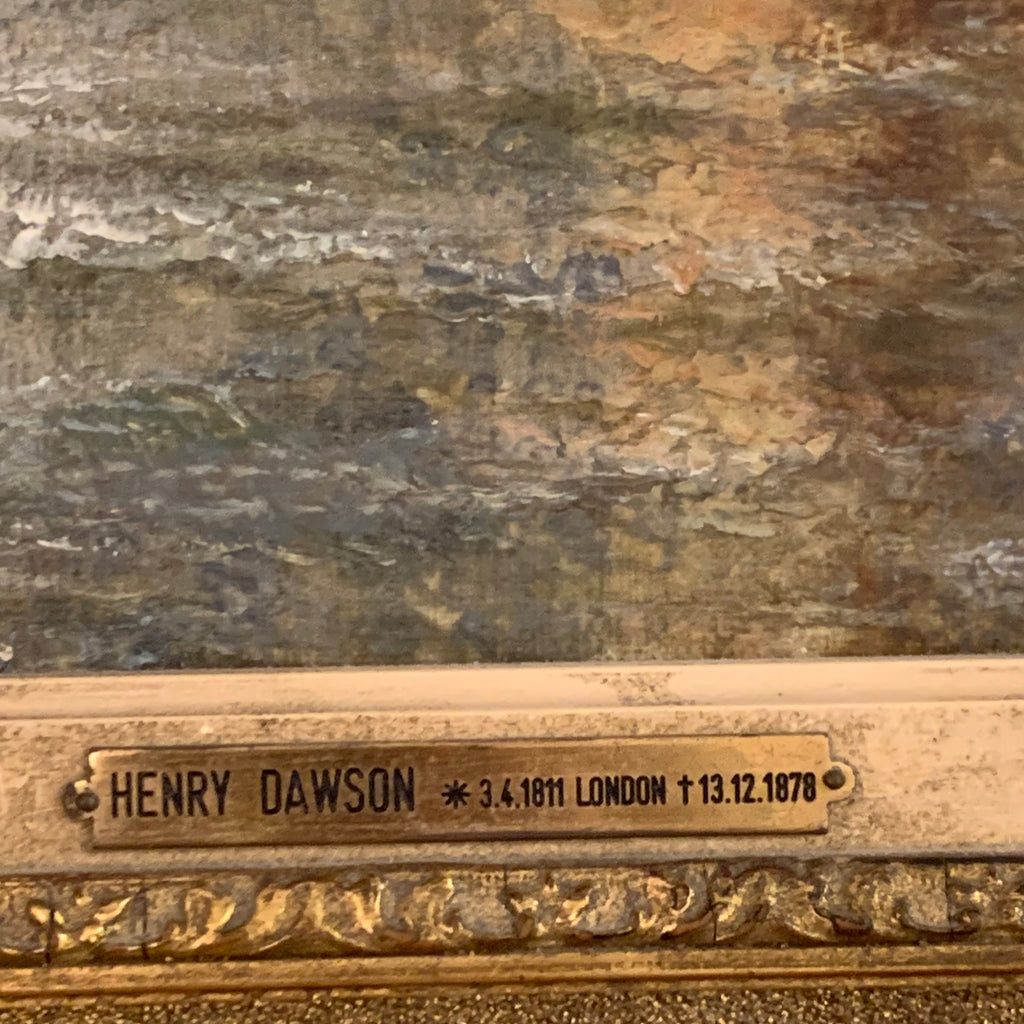 HENRY DAWSON * 3.4.1811 LONDON † 13.12.1878